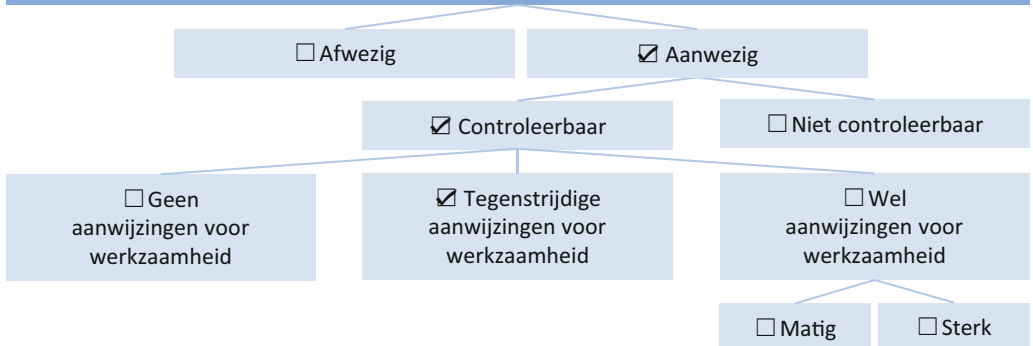 ☐ Afwezig
☑ Aanwezig
☑ Controleerbaar
☐ Niet controleerbaar
☐ Geen
aanwijzingen voor
werkzaamheid
☑ Tegenstrijdige
aanwijzingen voor
werkzaamheid
☐ Wel
aanwijzingen voor
werkzaamheid
☐ Matig
☐ Sterk